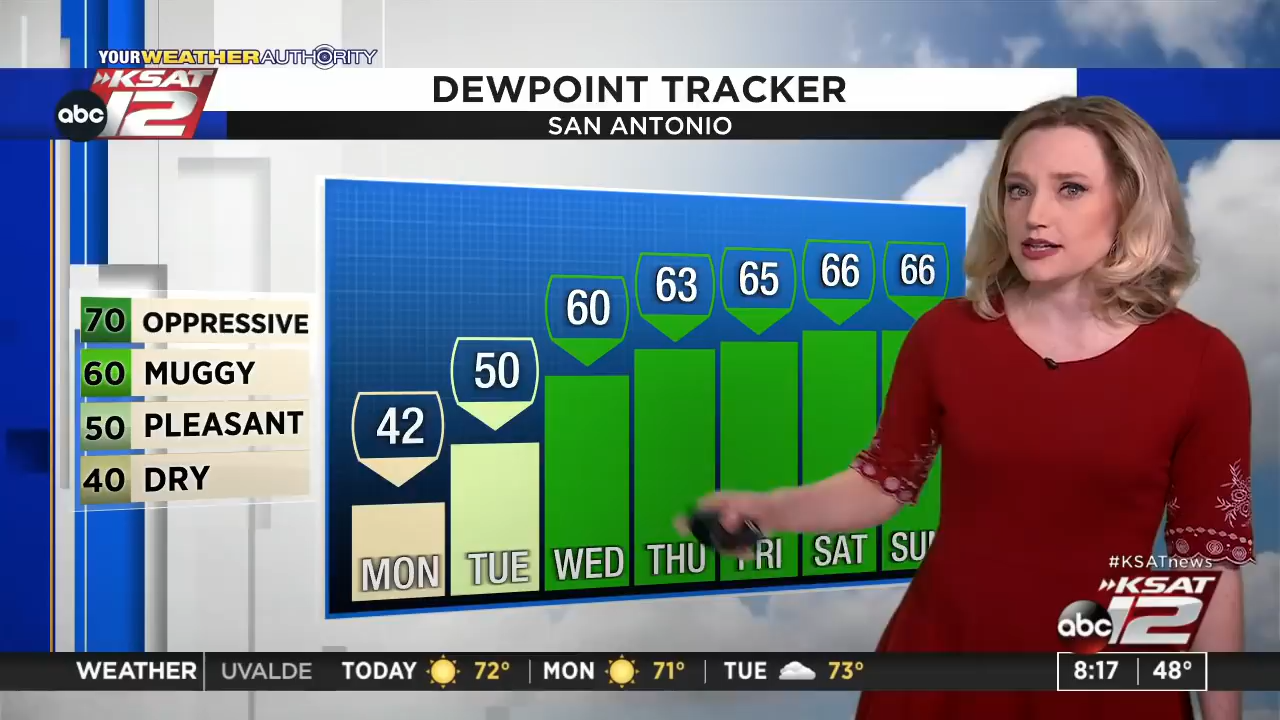 YOURWEATHERAUTHORITY
KSAT
abc 12
DEWPOINT TRACKER
SAN ANTONIO
70 OPPRESSIVE
60 MUGGY
50 PLEASANT
40 DRY
42 50 60 63 65 66 66
MON TUE WED THU FRI SAT SUN
#KSATnews
KSAT
abc 12
WEATHER UVALDE TODAY 72° MON 71° TUE 73° 8:17 48°